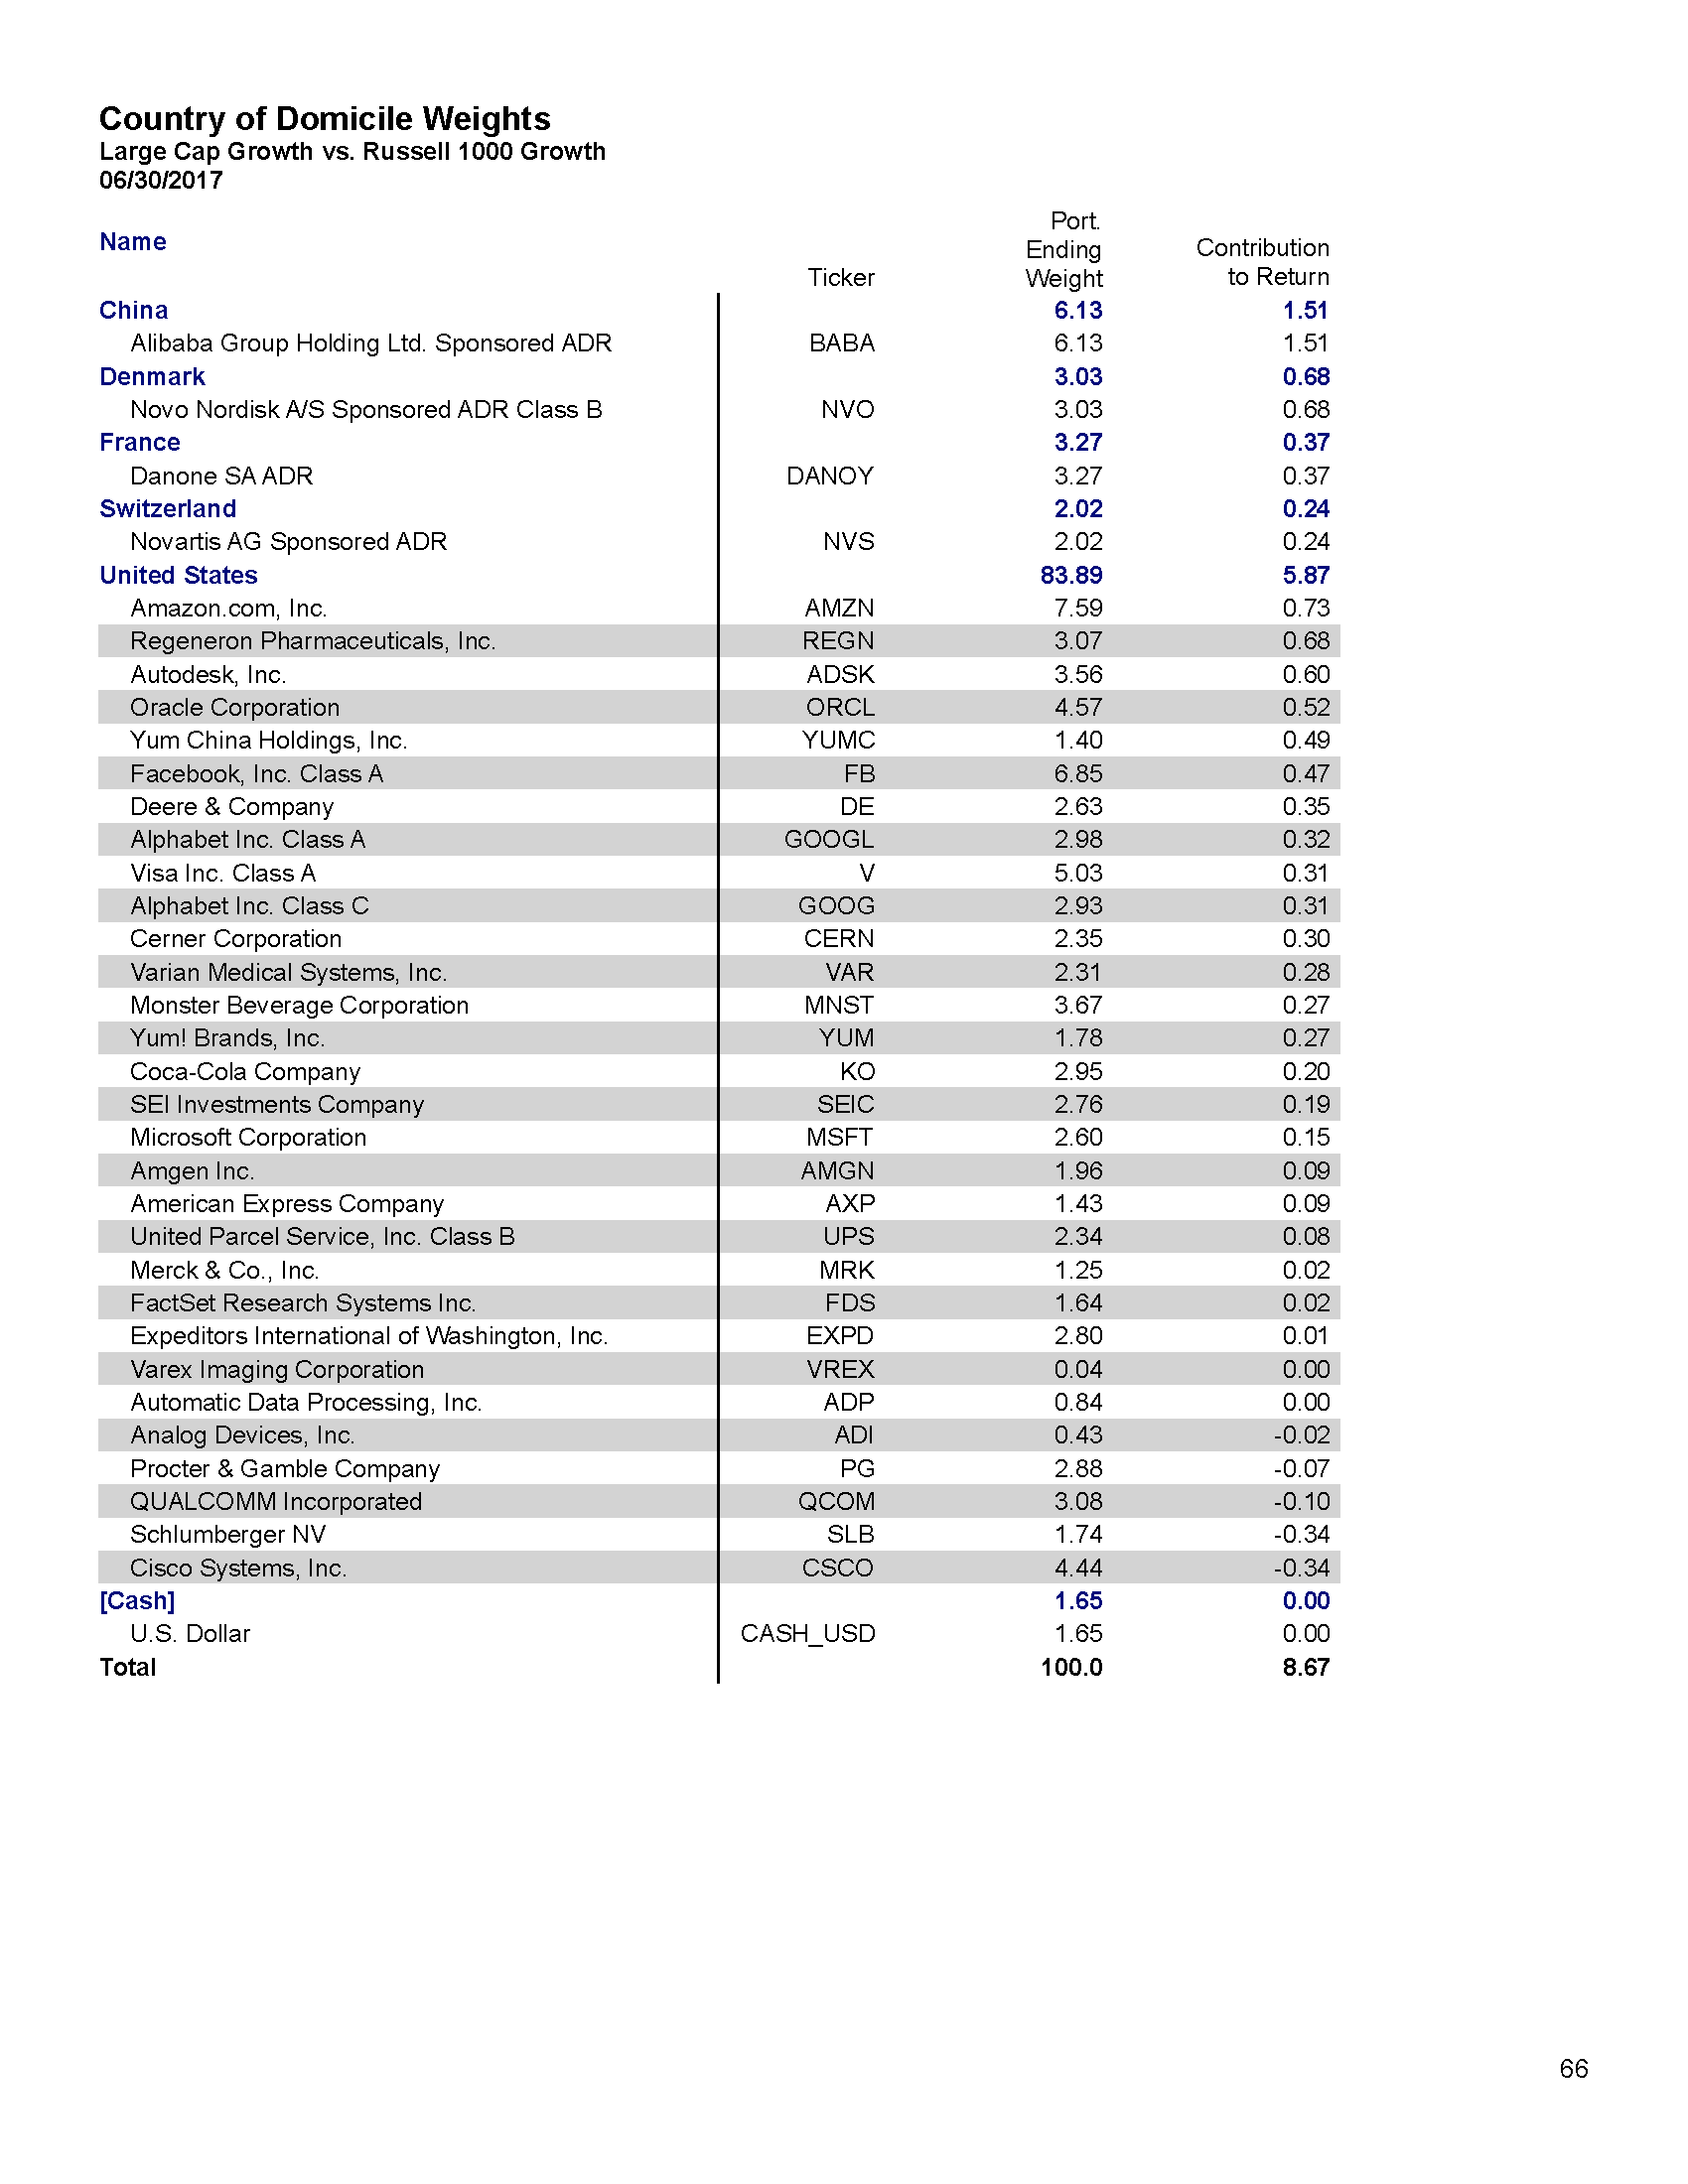 Country of Domicile Weights
Large Cap Growth vs. Russell 1000 Growth
06/30/2017
Name Ticker Port. Ending Weight Contribution to Return
China 6.13 1.51
Alibaba Group Holding Ltd. Sponsored ADR BABA 6.13 1.51
Denmark 3.03 0.68
Novo Nordisk A/S Sponsored ADR Class B NVO 3.03 0.68
France 3.27 0.37
Danone SA ADR DANOY 3.27 0.37
Switzerland 2.02 0.24
Novartis AG Sponsored ADR NVS 2.02 0.24
United States 83.89 5.87
Amazon.com, Inc. AMZN 7.59 0.73
Regeneron Pharmaceuticals, Inc. REGN 3.07 0.68
Autodesk, Inc. ADSK 3.56 0.60
Oracle Corporation ORCL 4.57 0.52
Yum China Holdings, Inc. YUMC 1.40 0.49
Facebook, Inc. Class A FB 6.85 0.47
Deere & Company DE 2.63 0.35
Alphabet Inc. Class A GOOGL 2.98 0.32
Visa Inc. Class A V 5.03 0.31
Alphabet Inc. Class C GOOG 2.93 0.31
Cerner Corporation CERN 2.35 0.30
Varian Medical Systems, Inc. VAR 2.31 0.28
Monster Beverage Corporation MNST 3.67 0.27
Yum! Brands, Inc. YUM 1.78 0.27
Coca-Cola Company KO 2.95 0.20
SEI Investments Company SEIC 2.76 0.19
Microsoft Corporation MSFT 2.60 0.15
Amgen Inc. AMGN 1.96 0.09
American Express Company AXP 1.43 0.09
United Parcel Service, Inc. Class B UPS 2.34 0.08
Merck & Co., Inc. MRK 1.25 0.02
FactSet Research Systems Inc. FDS 1.64 0.02
Expeditors International of Washington, Inc. EXPD 2.80 0.01
Varex Imaging Corporation VREX 0.04 0.00
Automatic Data Processing, Inc. ADP 0.84 0.00
Analog Devices, Inc. ADI 0.43 -0.02
Procter & Gamble Company PG 2.88 -0.07
QUALCOMM Incorporated QCOM 3.08 -0.10
Schlumberger NV SLB 1.74 -0.34
Cisco Systems, Inc. CSCO 4.44 -0.34
[Cash] 1.65 0.00
U.S. Dollar CASH_USD 1.65 0.00
Total 100.0 8.67
66